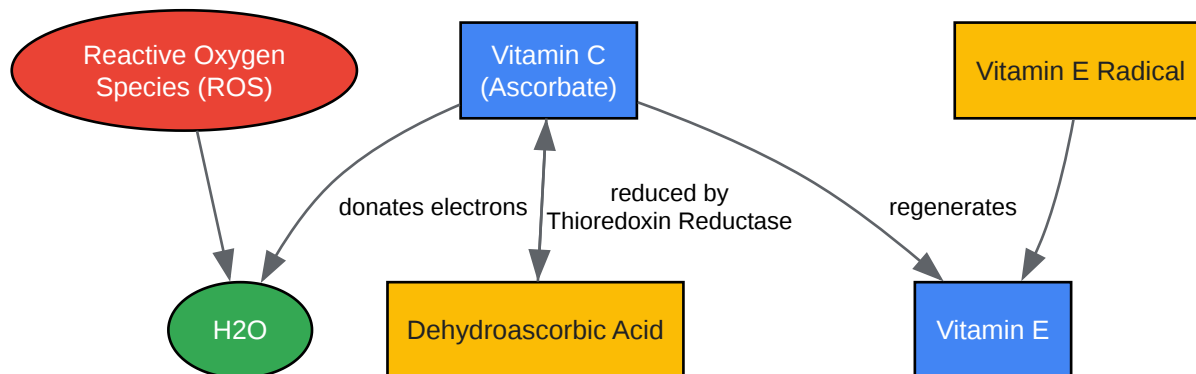 Reactive Oxygen
Species (ROS)
Vitamin C
(Ascorbate)
Vitamin E Radical
donates electrons
reduced by
Thioredoxin Reductase
regenerates
H2O
Dehydroascorbic Acid
Vitamin E